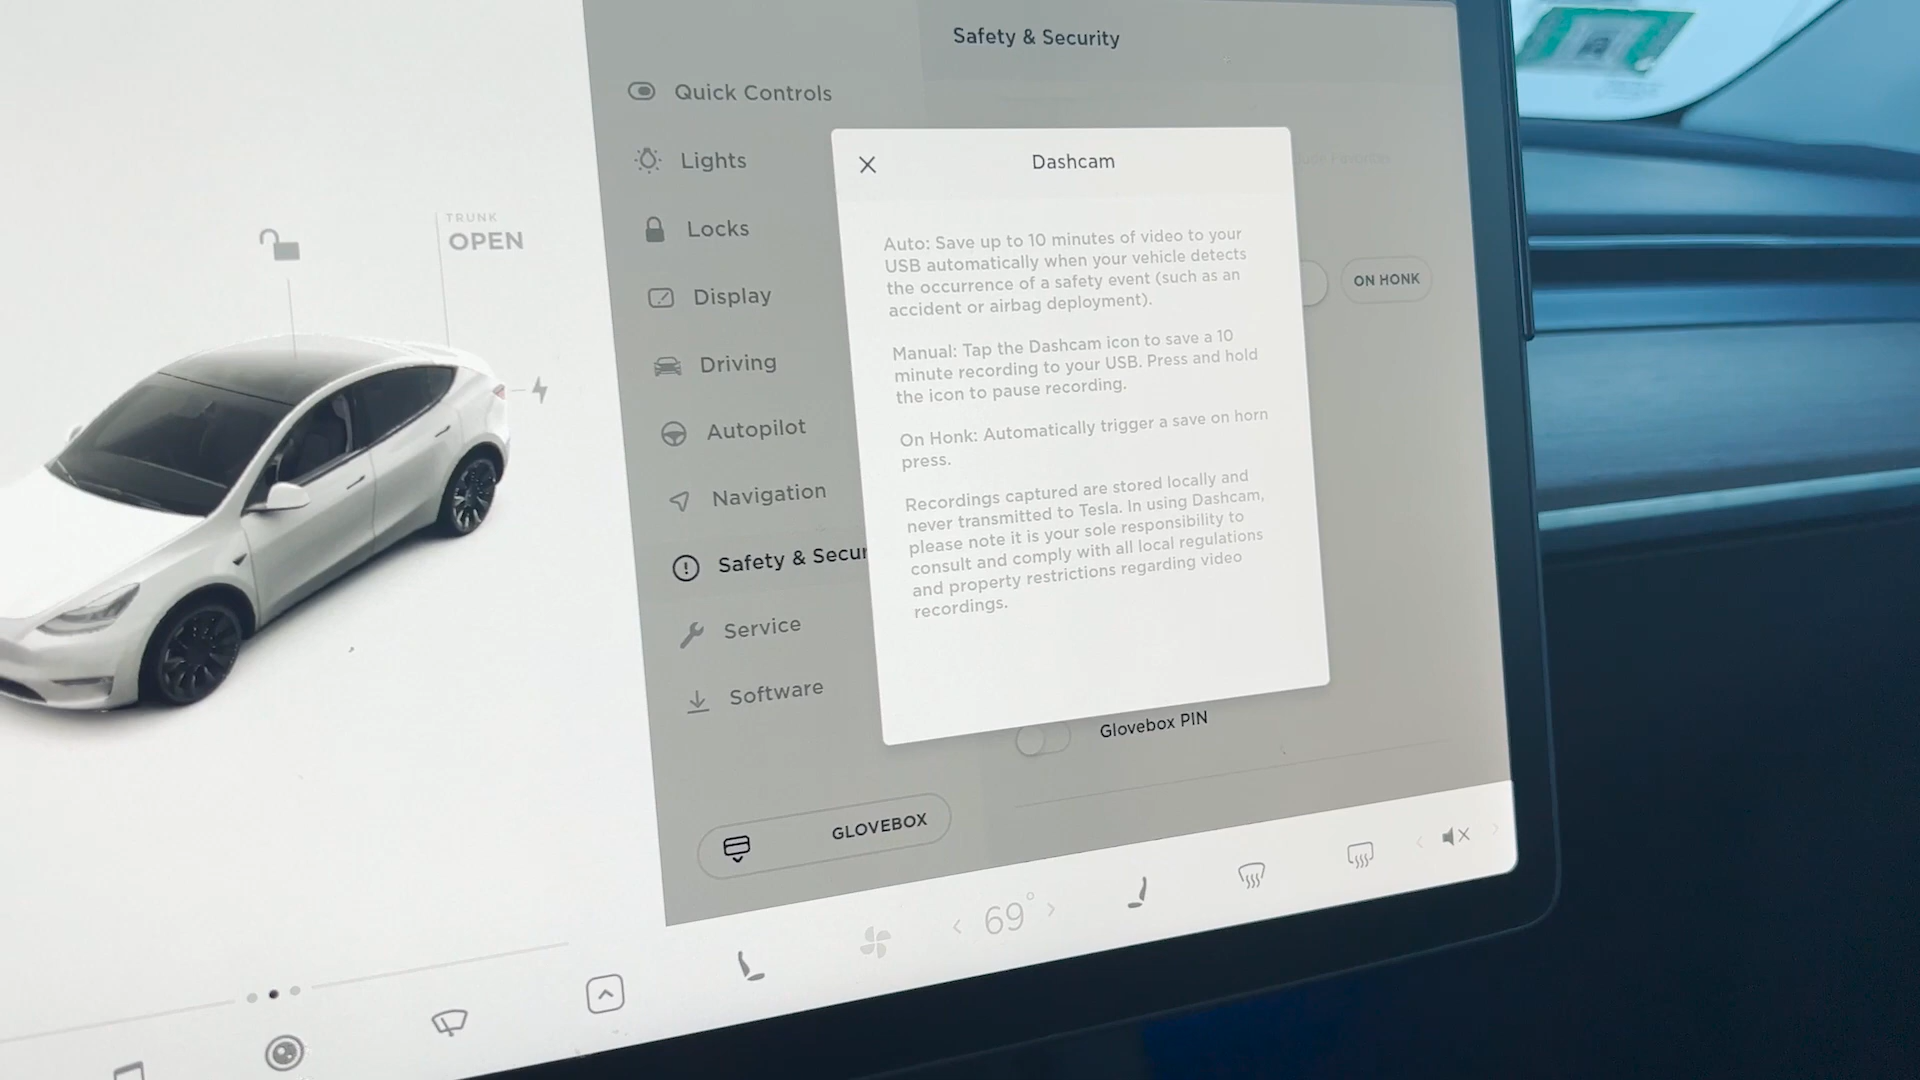 Safety & Security
Quick Controls
Lights
Locks
Display
Driving
Autopilot
Navigation
Safety & Secur
Service
Software
TRUNK
OPEN
Dashcam
Auto: Save up to 10 minutes of video to your
USB automatically when your vehicle detects
the occurrence of a safety event (such as an
accident or airbag deployment).
Manual: Tap the Dashcam icon to save a 10
minute recording to your USB. Press and hold
the icon to pause recording.
On Honk: Automatically trigger a save on horn
press.
Recordings captured are stored locally and
never transmitted to Tesla. In using Dashcam,
please note it is your sole responsibility to
consult and comply with all local regulations
and property restrictions regarding video
recordings.
ON HONK
Glovebox PIN
GLOVEBOX
69°